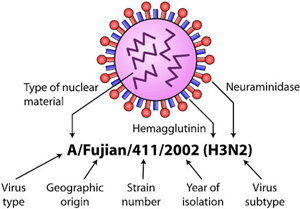 Type of nuclear
material
Neuraminidase
Hemagglutinin
A/Fujian/411/2002 (H3N2)
Virus
type
Geographic
origin
Strain
number
Year of
isolation
Virus
subtype